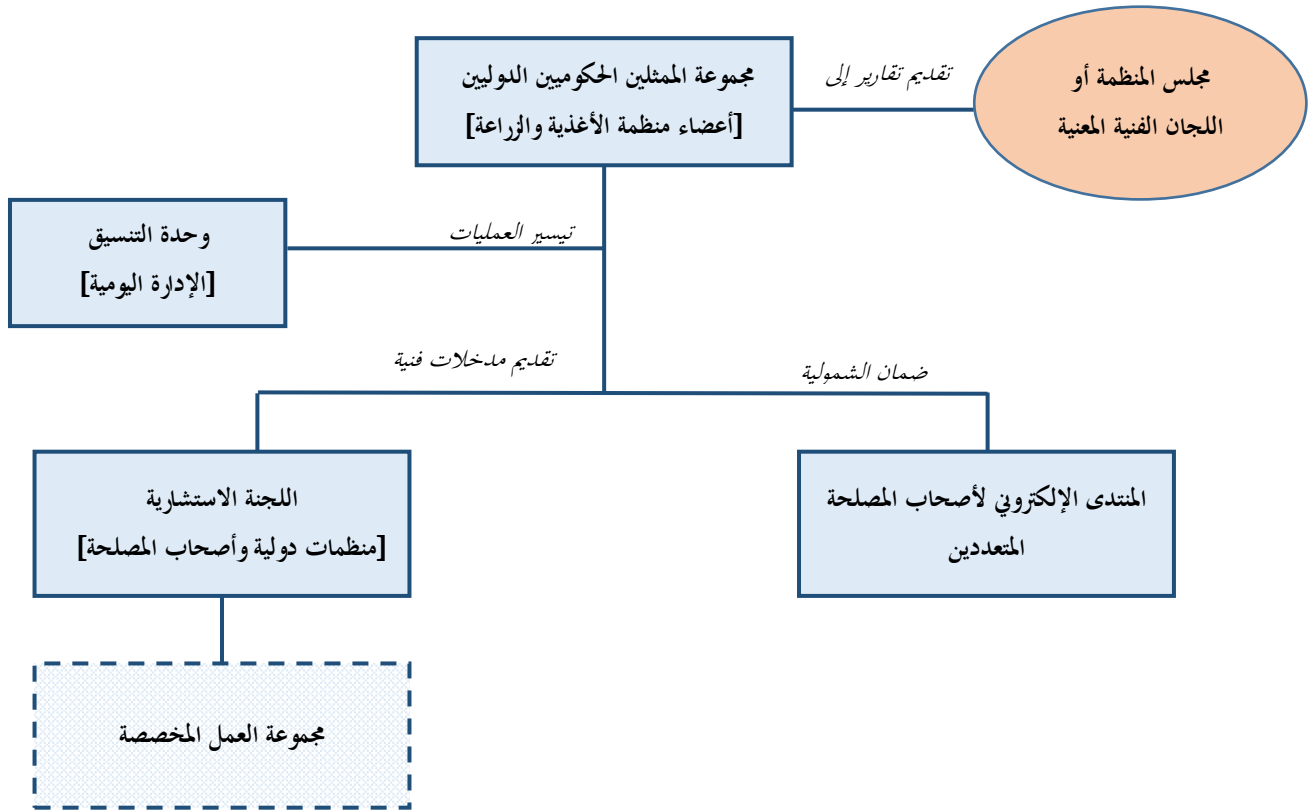 مجلس المنظمة أو
اللجان الفنية المعنية
تقديم تقارير إلى
مجموعة الممثلين الحكوميين الدوليين
[أعضاء منظمة الأغذية والزراعة]
تيسير العمليات
وحدة التنسيق
[الإدارة اليومية]
ضمان الشمولية
تقديم مدخلات فنية
المنتدى الإلكتروني لأصحاب المصلحة
المتعددين
اللجنة الاستشارية
[منظمات دولية وأصحاب المصلحة]
مجموعة العمل المخصصة